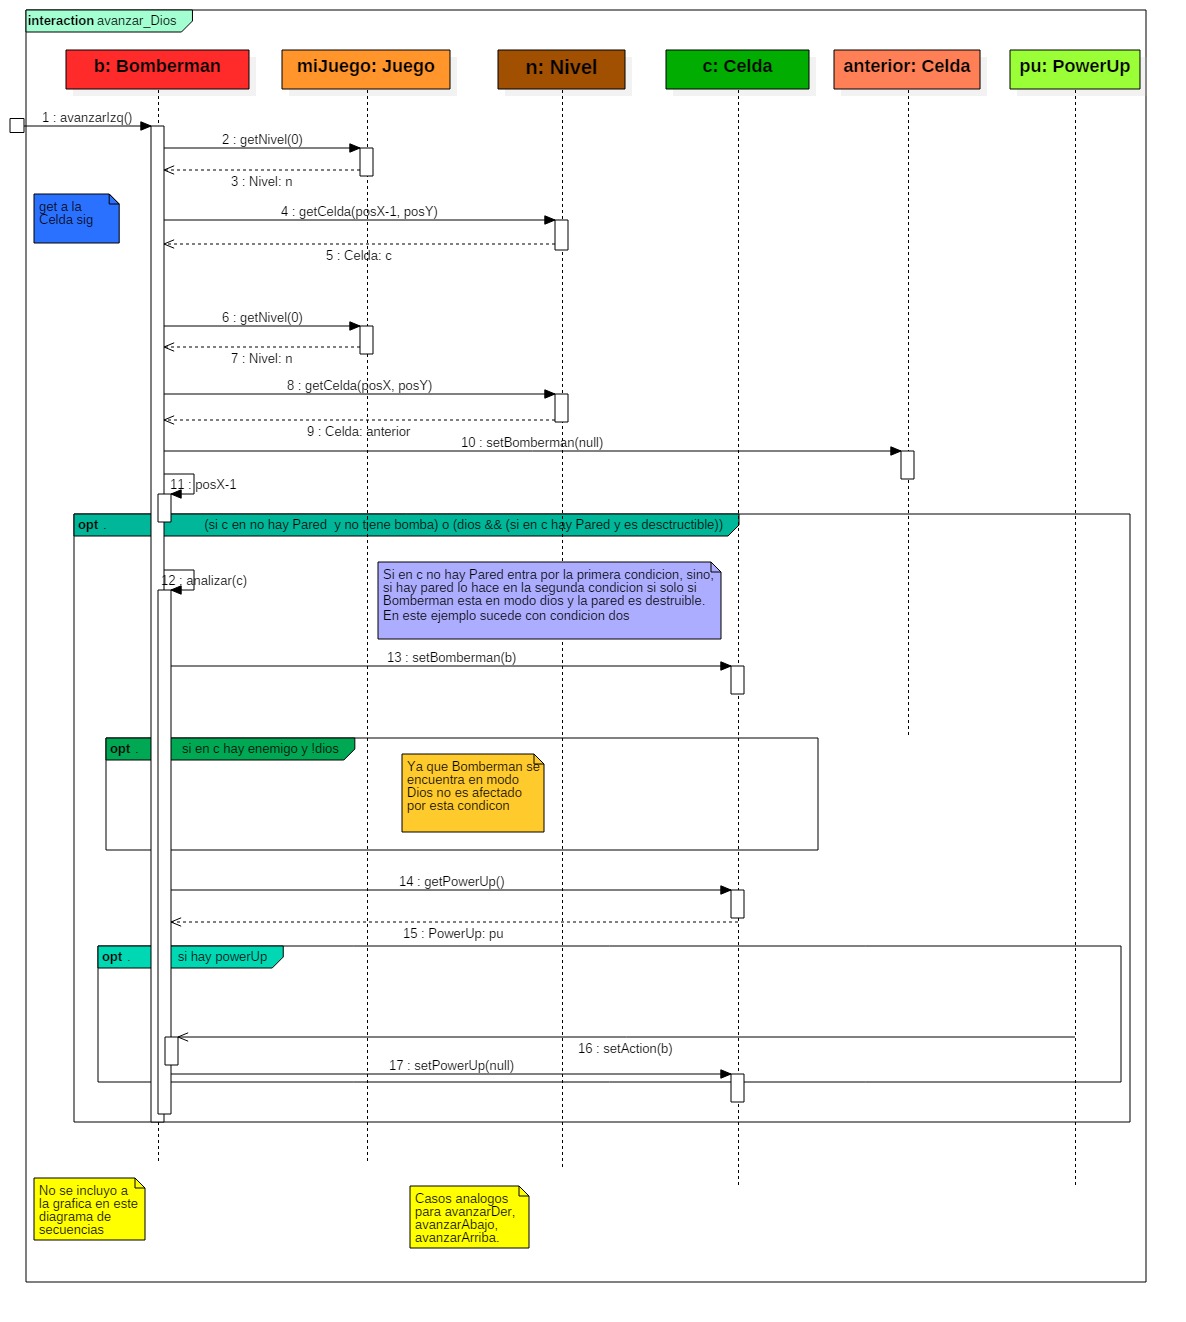 interaction avanzar_Dios
b: Bomberman
miJuego: Juego
n: Nivel
c: Celda
anterior: Celda
pu: PowerUp
1 : avanzarIzq()
2 : getNivel(0)
3 : Nivel: n
get a la
Celda sig
4 : getCelda(posX-1, posY)
5 : Celda: c
6 : getNivel(0)
7 : Nivel: n
8 : getCelda(posX, posY)
9 : Celda: anterior
10 : setBomberman(null)
11 : posX-1
opt . (si c en no hay Pared y no tiene bomba) o (dios && (si en c hay Pared y es desctructible))
12 : analizar(c)
Si en c no hay Pared entra por la primera condicion, sino,
si hay pared lo hace en la segunda condicion si solo si
Bomberman esta en modo dios y la pared es destruible.
En este ejemplo sucede con condicion dos
13 : setBomberman(b)
opt . si en c hay enemigo y !dios
Ya que Bomberman se
encuentra en modo
Dios no es afectado
por esta condicon
14 : getPowerUp()
15 : PowerUp: pu
opt . si hay powerUp
16 : setAction(b)
17 : setPowerUp(null)
No se incluyo a
la grafica en este
diagrama de
secuencias
Casos analogos
para avanzarDer,
avanzarAbajo,
avanzarArriba.